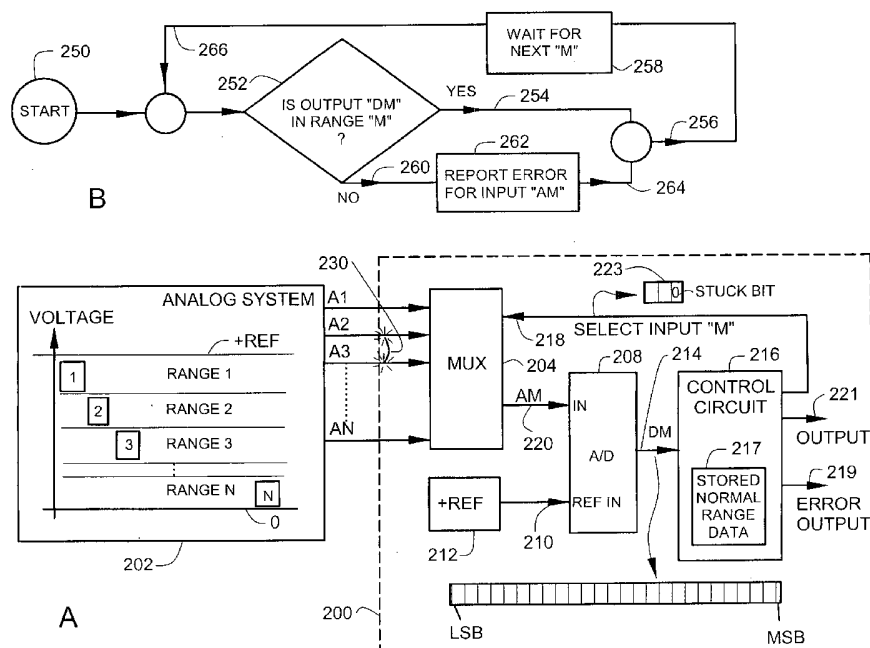 250
START
266
252
IS OUTPUT "DM"
IN RANGE "M"
?
YES
254
WAIT FOR
NEXT "M"
258
256
262
260
NO
REPORT ERROR
FOR INPUT "AM"
264
B
230
223
0
STUCK BIT
ANALOG SYSTEM
VOLTAGE
+REF
1
RANGE 1
2
RANGE 2
3
RANGE 3
RANGE N
N
0
202
A1
A2
A3
AN
MUX
218
SELECT INPUT "M"
204
208
214
216
AM
220
IN
A/D
REF IN
DM
CONTROL
CIRCUIT
217
STORED
NORMAL
RANGE
DATA
221
OUTPUT
219
ERROR
OUTPUT
+REF
212
210
A
200
LSB
MSB